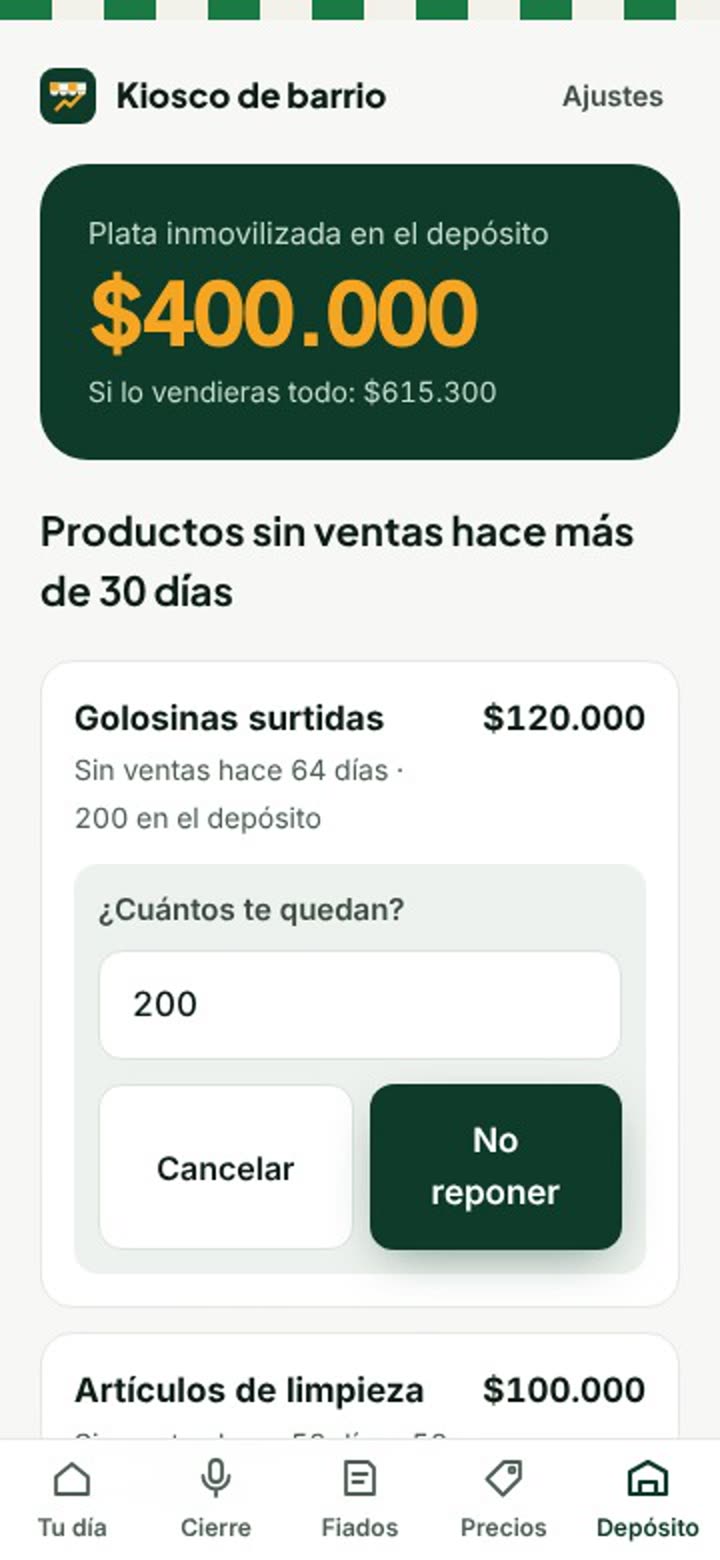 Kiosco de barrio
Ajustes
Plata inmovilizada en el depósito
$400.000
Si lo vendieras todo: $615.300
Productos sin ventas hace más
de 30 días
Golosinas surtidas
$120.000
Sin ventas hace 64 días ·
200 en el depósito
¿Cuántos te quedan?
200
Cancelar
No
reponer
Artículos de limpieza
$100.000
Tu día
Cierre
Fiados
Precios
Depósito